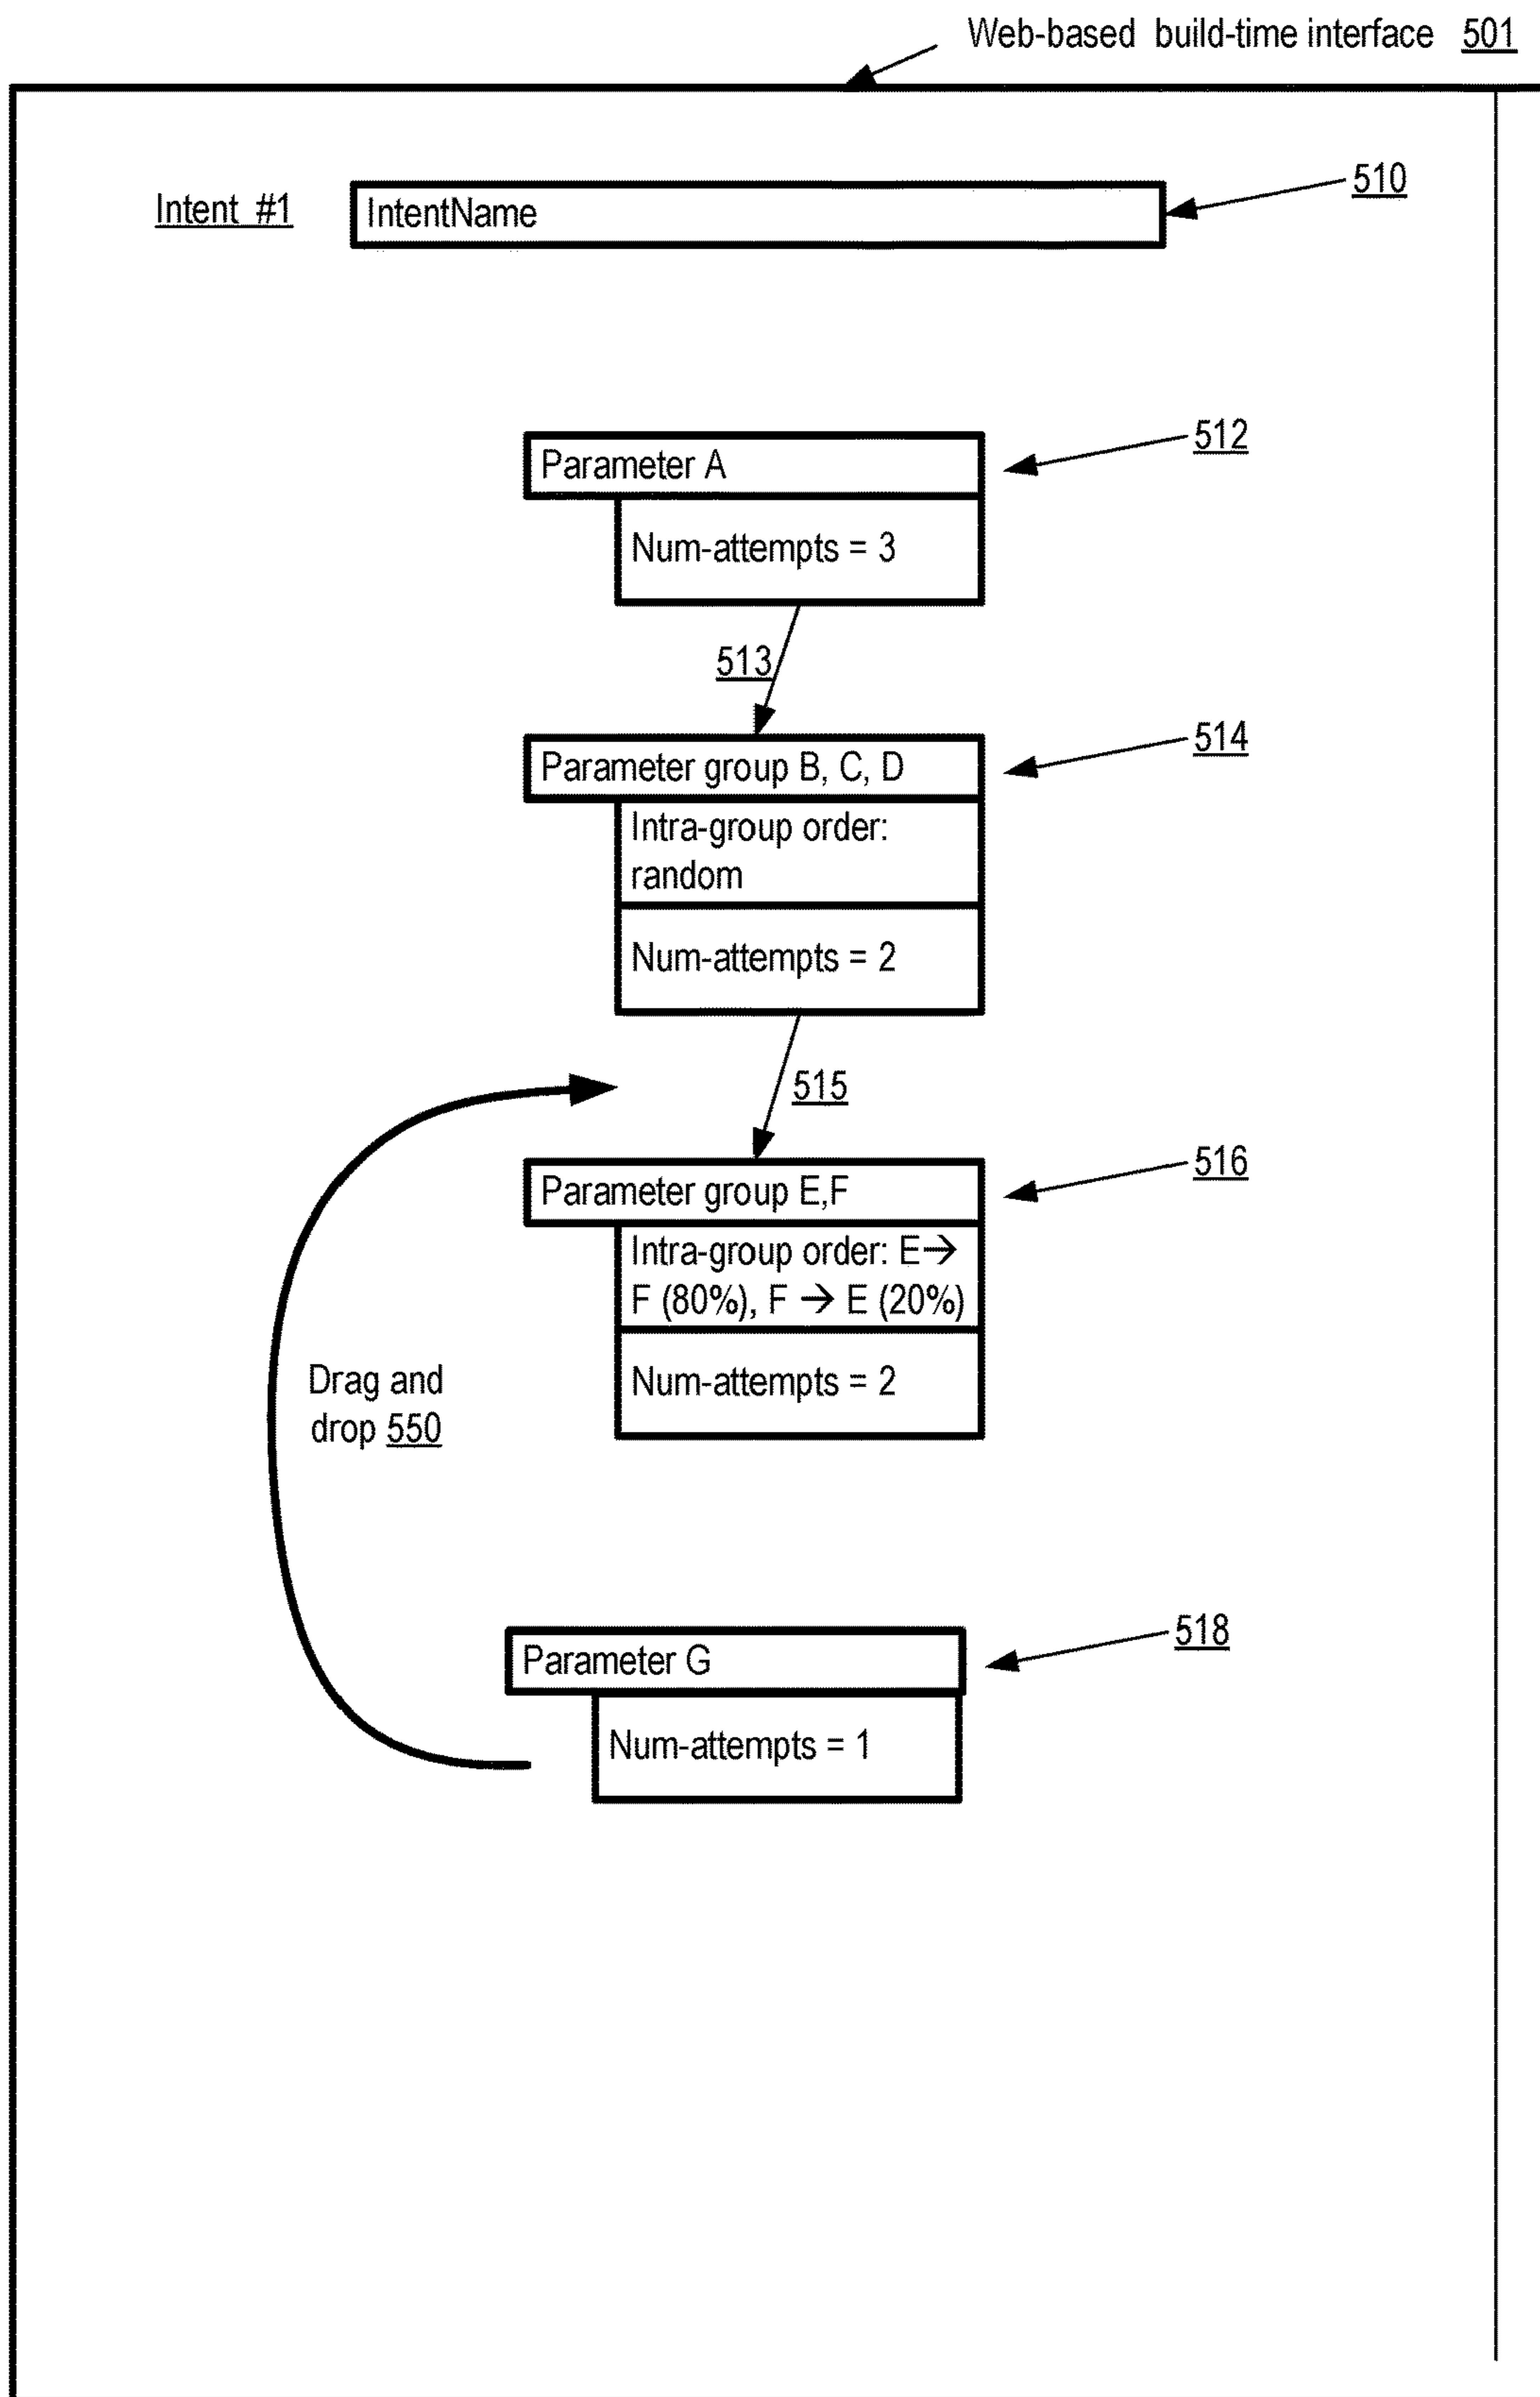 Web-based build-time interface 501
Intent #1
IntentName
510
Parameter A
512
Num-attempts = 3
513
Parameter group B, C, D
514
Intra-group order:
random
Num-attempts = 2
515
Parameter group E,F
516
Intra-group order: E→
F (80%), F → E (20%)
Num-attempts = 2
Drag and
drop 550
Parameter G
518
Num-attempts = 1